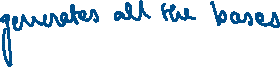 generates all the bases